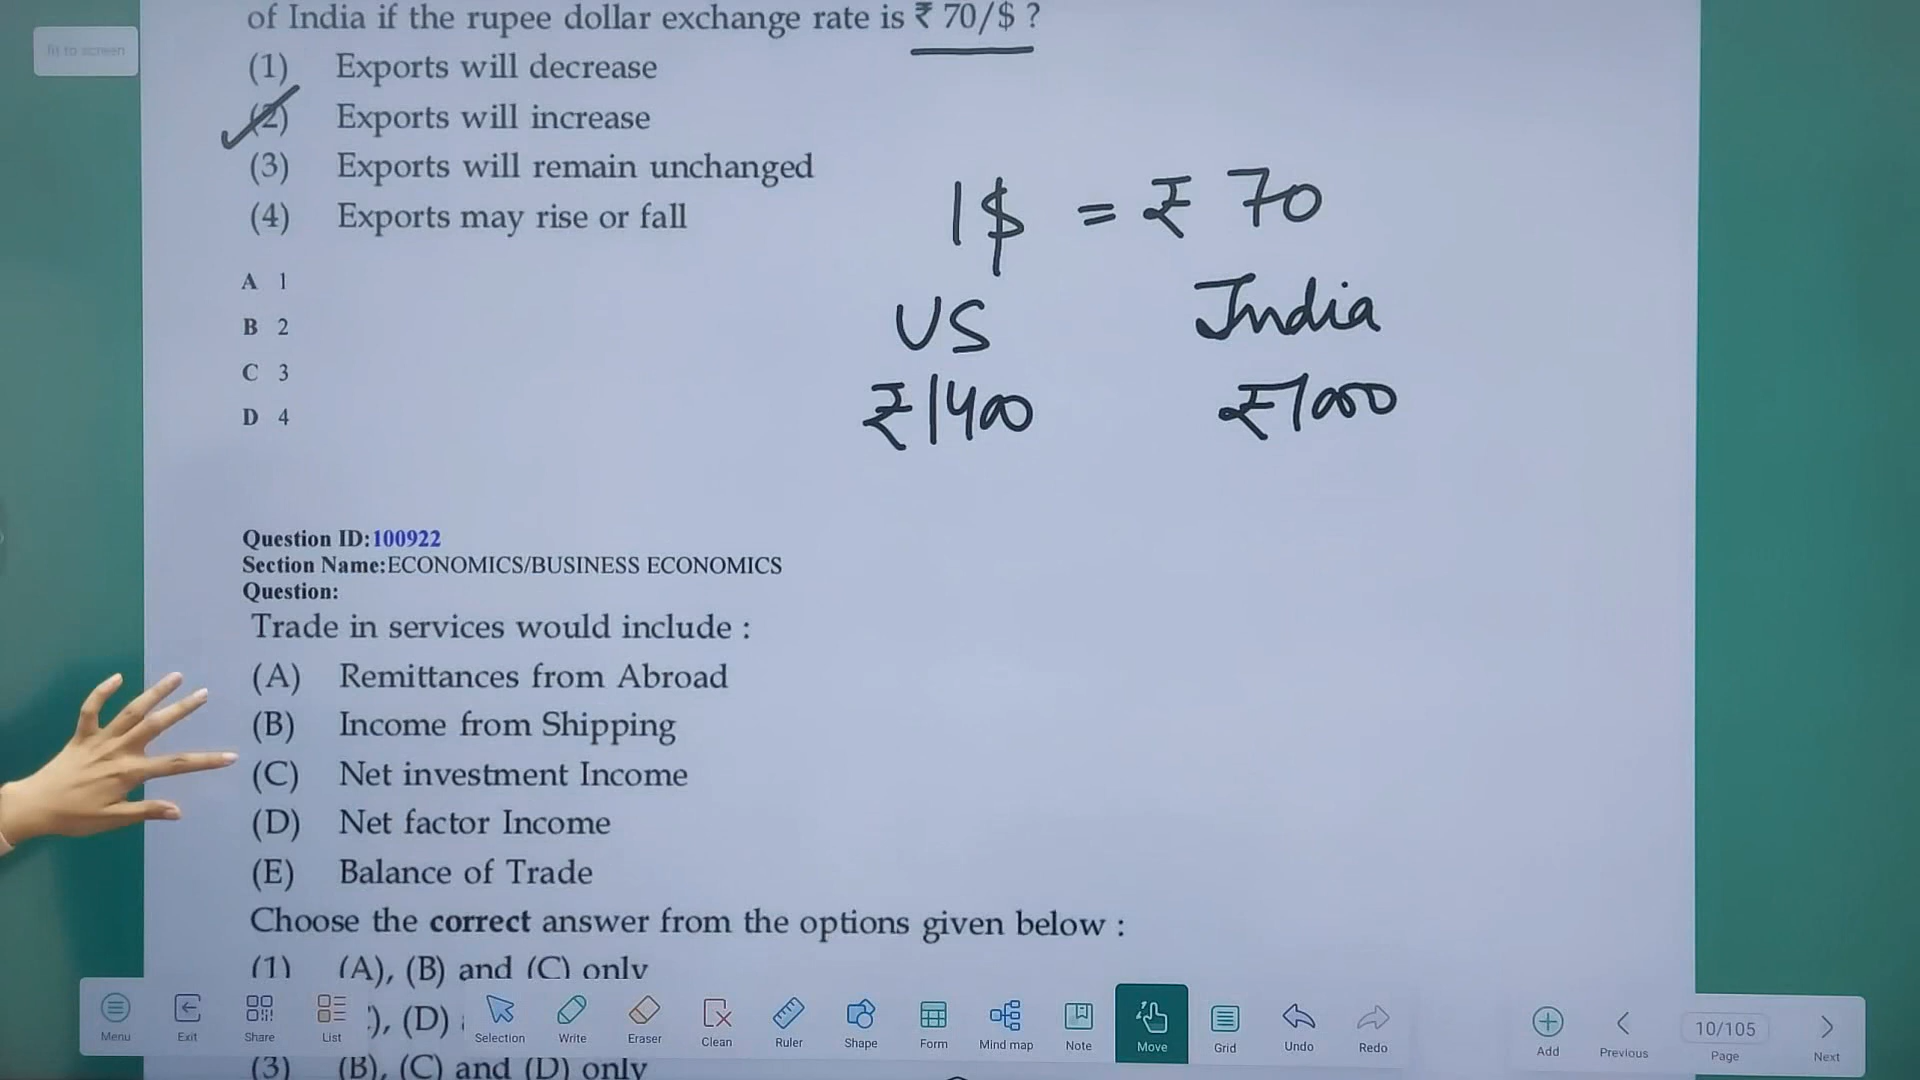 fit to screen
of India if the rupee dollar exchange rate is ₹ 70/$ ?
(1) Exports will decrease
(2) Exports will increase
(3) Exports will remain unchanged
(4) Exports may rise or fall
A 1
B 2
C 3
D 4
1$ = ₹ 70
US India
₹1400 ₹1000
Question ID:100922
Section Name:ECONOMICS/BUSINESS ECONOMICS
Question:
Trade in services would include :
(A) Remittances from Abroad
(B) Income from Shipping
(C) Net investment Income
(D) Net factor Income
(E) Balance of Trade
Choose the correct answer from the options given below :
(1) (A), (B) and (C) only
), (D)
(3) (B), (C) and (D) only
Menu Exit Share List Selection Write Eraser Clean Ruler Shape Form Mind map Note Move Grid Undo Redo Add Previous 10/105 Page Next